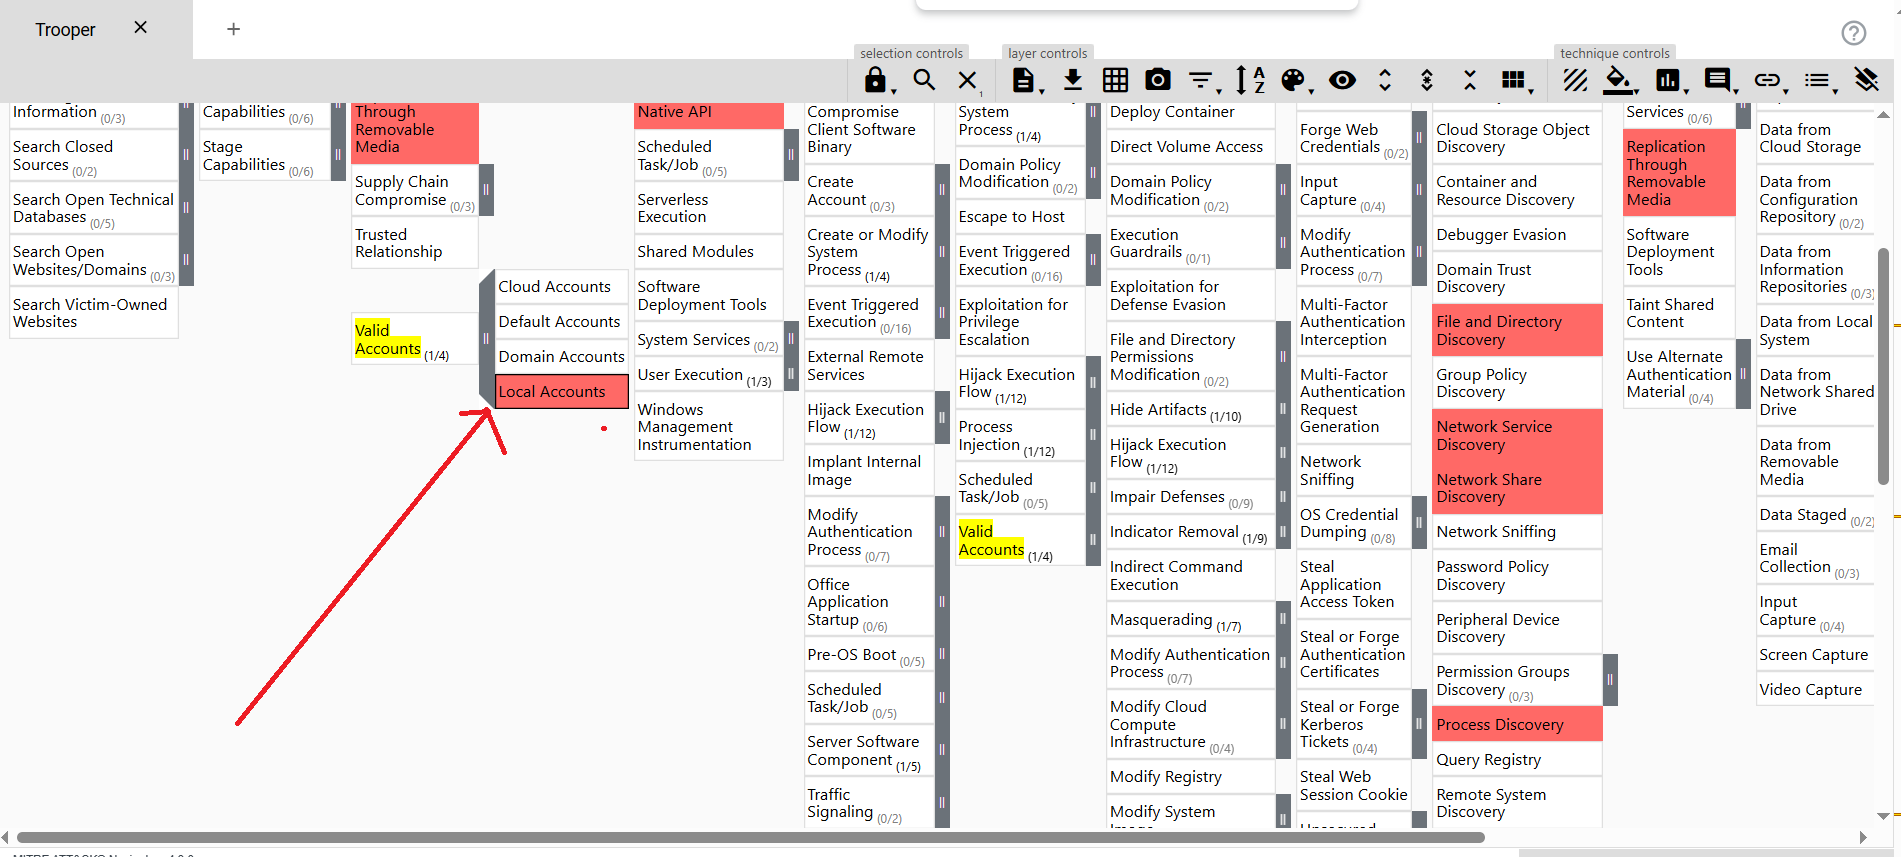 Trooper
selection controls
layer controls
technique controls
1
Information (0/3)
Search Closed
Sources (0/2)
Search Open Technical
Databases (0/5)
Search Open
Websites/Domains (0/3)
Search Victim-Owned
Websites
Capabilities (0/6)
Stage
Capabilities (0/6)
Through
Removable
Media
Supply Chain
Compromise (0/3)
Trusted
Relationship
Valid
Accounts (1/4)
Cloud Accounts
Default Accounts
Domain Accounts
Local Accounts
Native API
Scheduled
Task/Job (0/5)
Serverless
Execution
Shared Modules
Software
Deployment Tools
System Services (0/2)
User Execution (1/3)
Windows
Management
Instrumentation
Compromise
Client Software
Binary
Create
Account (0/3)
Create or Modify
System
Process (1/4)
Event Triggered
Execution (0/16)
External Remote
Services
Hijack Execution
Flow (1/12)
Implant Internal
Image
Modify
Authentication
Process (0/7)
Office
Application
Startup (0/6)
Pre-OS Boot (0/5)
Scheduled
Task/Job (0/5)
Server Software
Component (1/5)
Traffic
Signaling (0/2)
System
Process (1/4)
Domain Policy
Modification (0/2)
Escape to Host
Event Triggered
Execution (0/16)
Exploitation for
Privilege
Escalation
Hijack Execution
Flow (1/12)
Process
Injection (1/12)
Scheduled
Task/Job (0/5)
Valid
Accounts (1/4)
Deploy Container
Direct Volume Access
Domain Policy
Modification (0/2)
Execution
Guardrails (0/1)
Exploitation for
Defense Evasion
File and Directory
Permissions
Modification (0/2)
Hide Artifacts (1/10)
Hijack Execution
Flow (1/12)
Impair Defenses (0/9)
Indicator Removal (1/9)
Indirect Command
Execution
Masquerading (1/7)
Modify Authentication
Process (0/7)
Modify Cloud
Compute
Infrastructure (0/4)
Modify Registry
Modify System
Forge Web
Credentials (0/2)
Input
Capture (0/4)
Modify
Authentication
Process (0/7)
Multi-Factor
Authentication
Interception
Multi-Factor
Authentication
Request
Generation
Network
Sniffing
OS Credential
Dumping (0/8)
Steal
Application
Access Token
Steal or Forge
Authentication
Certificates
Steal or Forge
Kerberos
Tickets (0/4)
Steal Web
Session Cookie
Cloud Storage Object
Discovery
Container and
Resource Discovery
Debugger Evasion
Domain Trust
Discovery
File and Directory
Discovery
Group Policy
Discovery
Network Service
Discovery
Network Share
Discovery
Network Sniffing
Password Policy
Discovery
Peripheral Device
Discovery
Permission Groups
Discovery (0/3)
Process Discovery
Query Registry
Remote System
Discovery
Services (0/6)
Replication
Through
Removable
Media
Software
Deployment
Tools
Taint Shared
Content
Use Alternate
Authentication
Material (0/4)
Data from
Cloud Storage
Data from
Configuration
Repository (0/2)
Data from
Information
Repositories (0/3)
Data from Local
System
Data from
Network Shared
Drive
Data from
Removable
Media
Data Staged (0/2)
Email
Collection (0/3)
Input
Capture (0/4)
Screen Capture
Video Capture